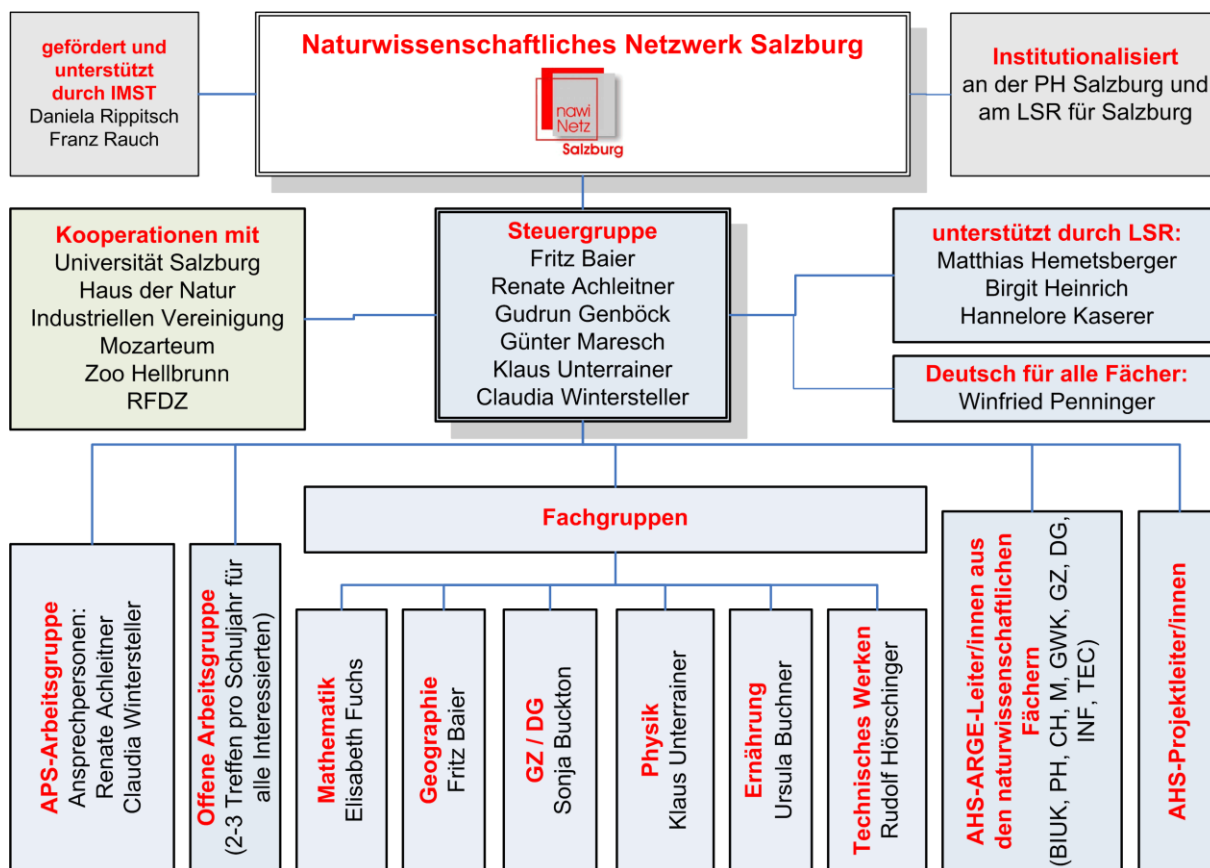 gefördert und
unterstützt
durch IMST
Daniela Rippitsch
Franz Rauch
Naturwissenschaftliches Netzwerk Salzburg
nawi
Netz
Salzburg
Institutionalisiert
an der PH Salzburg und
am LSR für Salzburg
Kooperationen mit
Universität Salzburg
Haus der Natur
Industriellen Vereinigung
Mozarteum
Zoo Hellbrunn
RFDZ
Steuergruppe
Fritz Baier
Renate Achleitner
Gudrun Genböck
Günter Maresch
Klaus Unterrainer
Claudia Wintersteller
unterstützt durch LSR:
Matthias Hemetsberger
Birgit Heinrich
Hannelore Kaserer
Deutsch für alle Fächer:
Winfried Penninger
Fachgruppen
APS-Arbeitsgruppe
Ansprechpersonen:
Renate Achleitner
Claudia Wintersteller
Offene Arbeitsgruppe
(2-3 Treffen pro Schuljahr für
alle Interessierten)
Mathematik
Elisabeth Fuchs
Geographie
Fritz Baier
GZ / DG
Sonja Buckton
Physik
Klaus Unterrainer
Ernährung
Ursula Buchner
Technisches Werken
Rudolf Hörschinger
AHS-ARGE-Leiter/innen aus
den naturwissenschaftlichen
Fächern
(BIUK, PH, CH, M, GWK, GZ, DG,
INF, TEC)
AHS-Projektleiter/innen